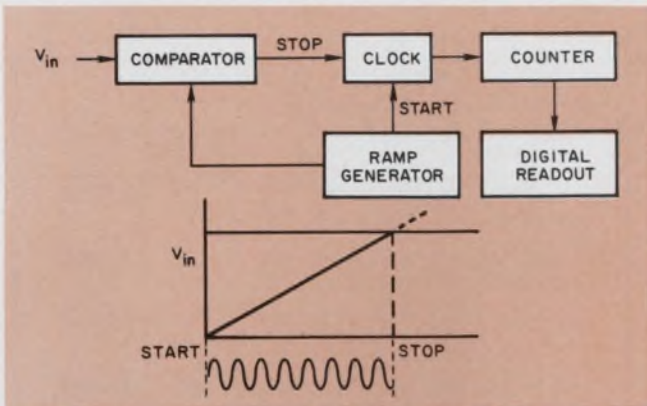 STOP
V in
COMPARATOR
CLOCK
COUNTER
START
RAMP
GENERATOR
DIGITAL
READOUT
V in
START
STOP